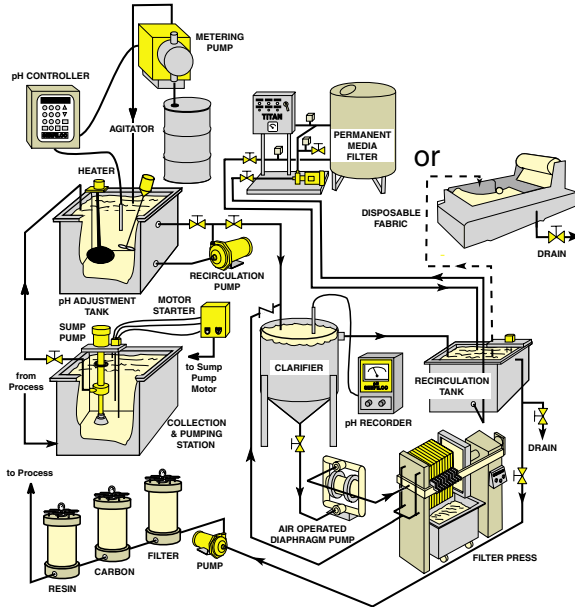 METERING
PUMP
pH CONTROLLER
AGITATOR
TITAN
PERMANENT
MEDIA
FILTER
or
HEATER
DISPOSABLE
FABRIC
DRAIN
RECIRCULATION
PUMP
pH ADJUSTMENT
TANK
MOTOR
STARTER
SUMP
PUMP
from
Process
to Sump
Pump
Motor
CLARIFIER
RECIRCULATION
TANK
pH RECORDER
COLLECTION
& PUMPING
STATION
DRAIN
to Process
AIR OPERATED
DIAPHRAGM PUMP
FILTER PRESS
FILTER
CARBON
RESIN
PUMP